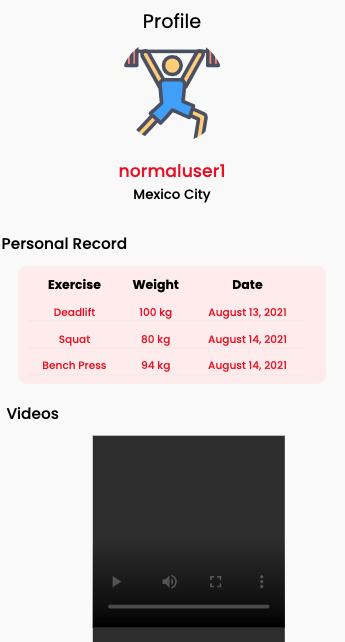 Profile
normaluser1
Mexico City
Personal Record
Exercise Weight Date
Deadlift 100 kg August 13, 2021
Squat 80 kg August 14, 2021
Bench Press 94 kg August 14, 2021
Videos